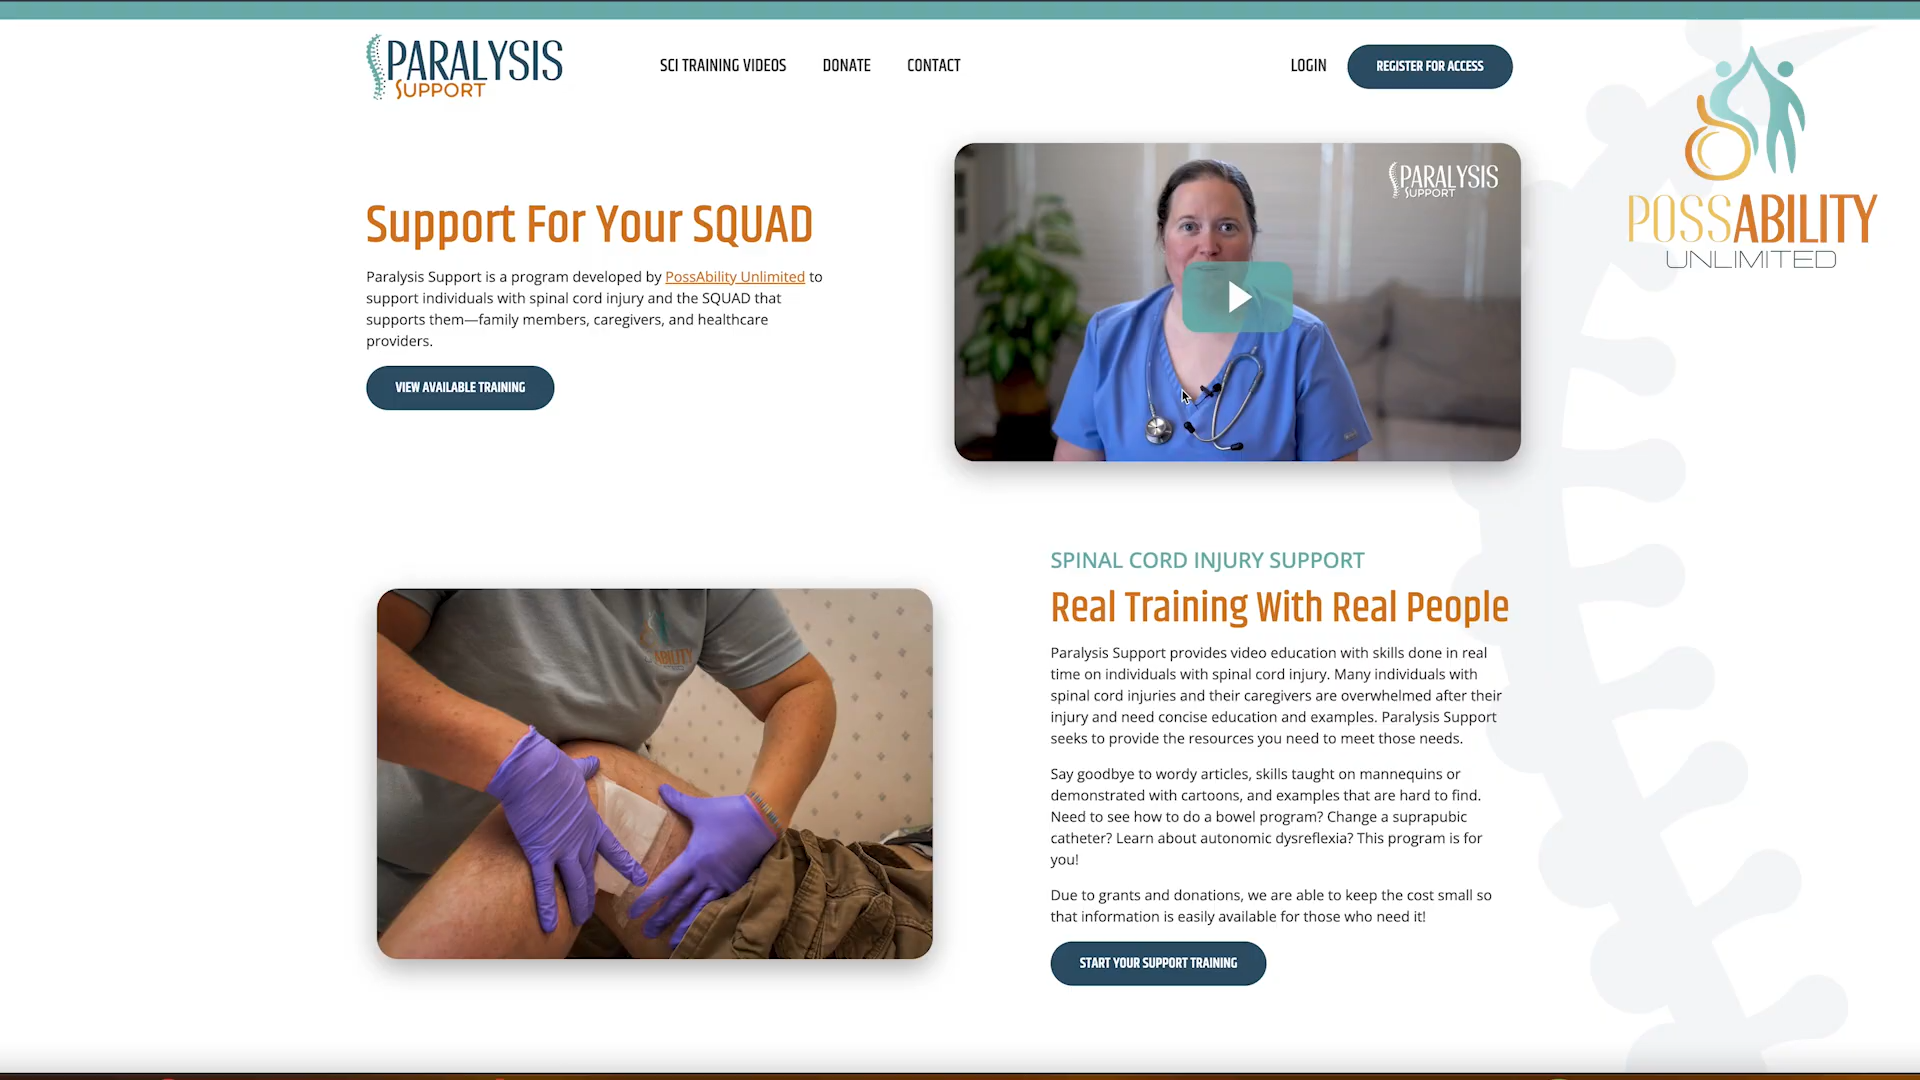 PARALYSIS
SUPPORT
SCI TRAINING VIDEOS
DONATE
CONTACT
LOGIN
REGISTER FOR ACCESS
POSSABILITY
UNLIMITED
Support For Your SQUAD
Paralysis Support is a program developed by PossAbility Unlimited to
support individuals with spinal cord injury and the SQUAD that
supports them—family members, caregivers, and healthcare
providers.
VIEW AVAILABLE TRAINING
PARALYSIS
SUPPORT
ABILITY
SPINAL CORD INJURY SUPPORT
Real Training With Real People
Paralysis Support provides video education with skills done in real
time on individuals with spinal cord injury. Many individuals with
spinal cord injuries and their caregivers are overwhelmed after their
injury and need concise education and examples. Paralysis Support
seeks to provide the resources you need to meet those needs.
Say goodbye to wordy articles, skills taught on mannequins or
demonstrated with cartoons, and examples that are hard to find.
Need to see how to do a bowel program? Change a suprapubic
catheter? Learn about autonomic dysreflexia? This program is for
you!
Due to grants and donations, we are able to keep the cost small so
that information is easily available for those who need it!
START YOUR SUPPORT TRAINING